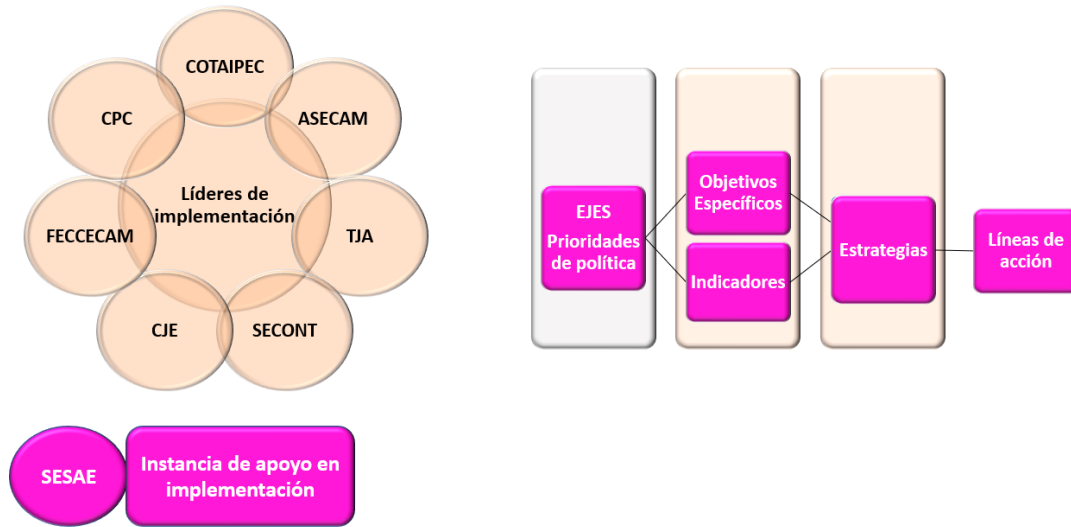 COTAIPEC
CPC
ASECAM
Líderes de
implementación
FECCECAM
TJA
CJE
SECONT
SESAE
Instancia de apoyo en
implementación
EJES
Prioridades
de política
Objetivos
Específicos
Indicadores
Estrategias
Líneas de
acción